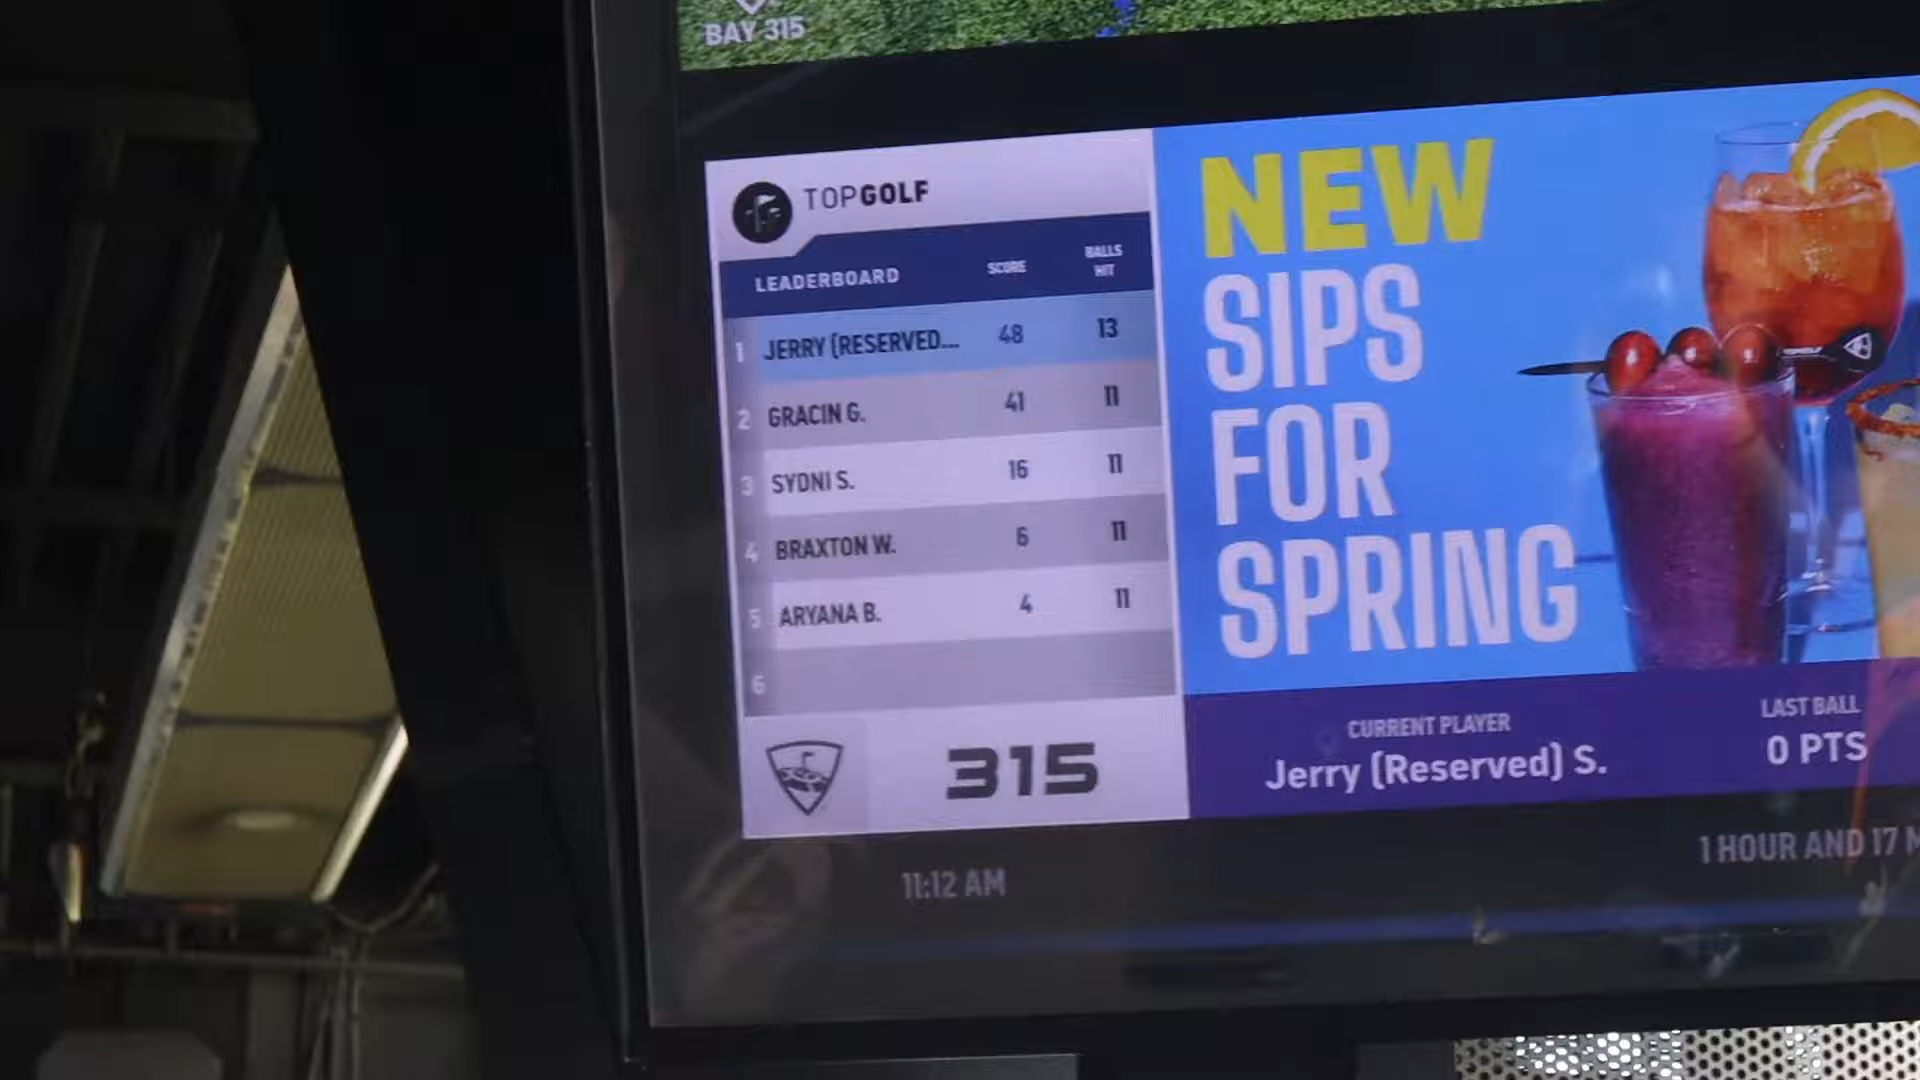 BAY 315
TOPGOLF
LEADERBOARD SCORE BALLS HIT
1 JERRY (RESERVED... 48 13
2 GRACIN G. 41 11
3 SYDNI S. 16 11
4 BRAXTON W. 6 11
5 ARYANA B. 4 11
6
315
NEW
SIPS
FOR
SPRING
CURRENT PLAYER
Jerry (Reserved) S.
LAST BALL
0 PTS
11:12 AM
1 HOUR AND 17 M